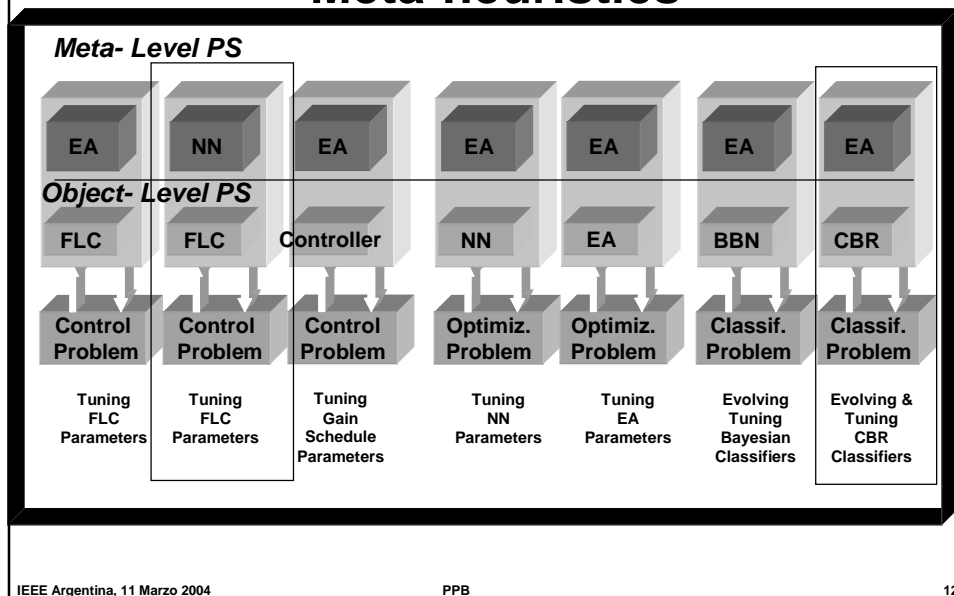 Meta-heuristics
Meta- Level PS
EA NN EA EA EA EA EA
Object- Level PS
FLC FLC Controller NN EA BBN CBR
Control Control Control Optimiz. Optimiz. Classif. Classif.
Problem Problem Problem Problem Problem Problem Problem
Tuning
FLC
Parameters
Tuning
FLC
Parameters
Tuning
Gain
Schedule
Parameters
Tuning
NN
Parameters
Tuning
EA
Parameters
Evolving
Tuning
Bayesian
Classifiers
Evolving &
Tuning
CBR
Classifiers
IEEE Argentina, 11 Marzo 2004 PPB 12